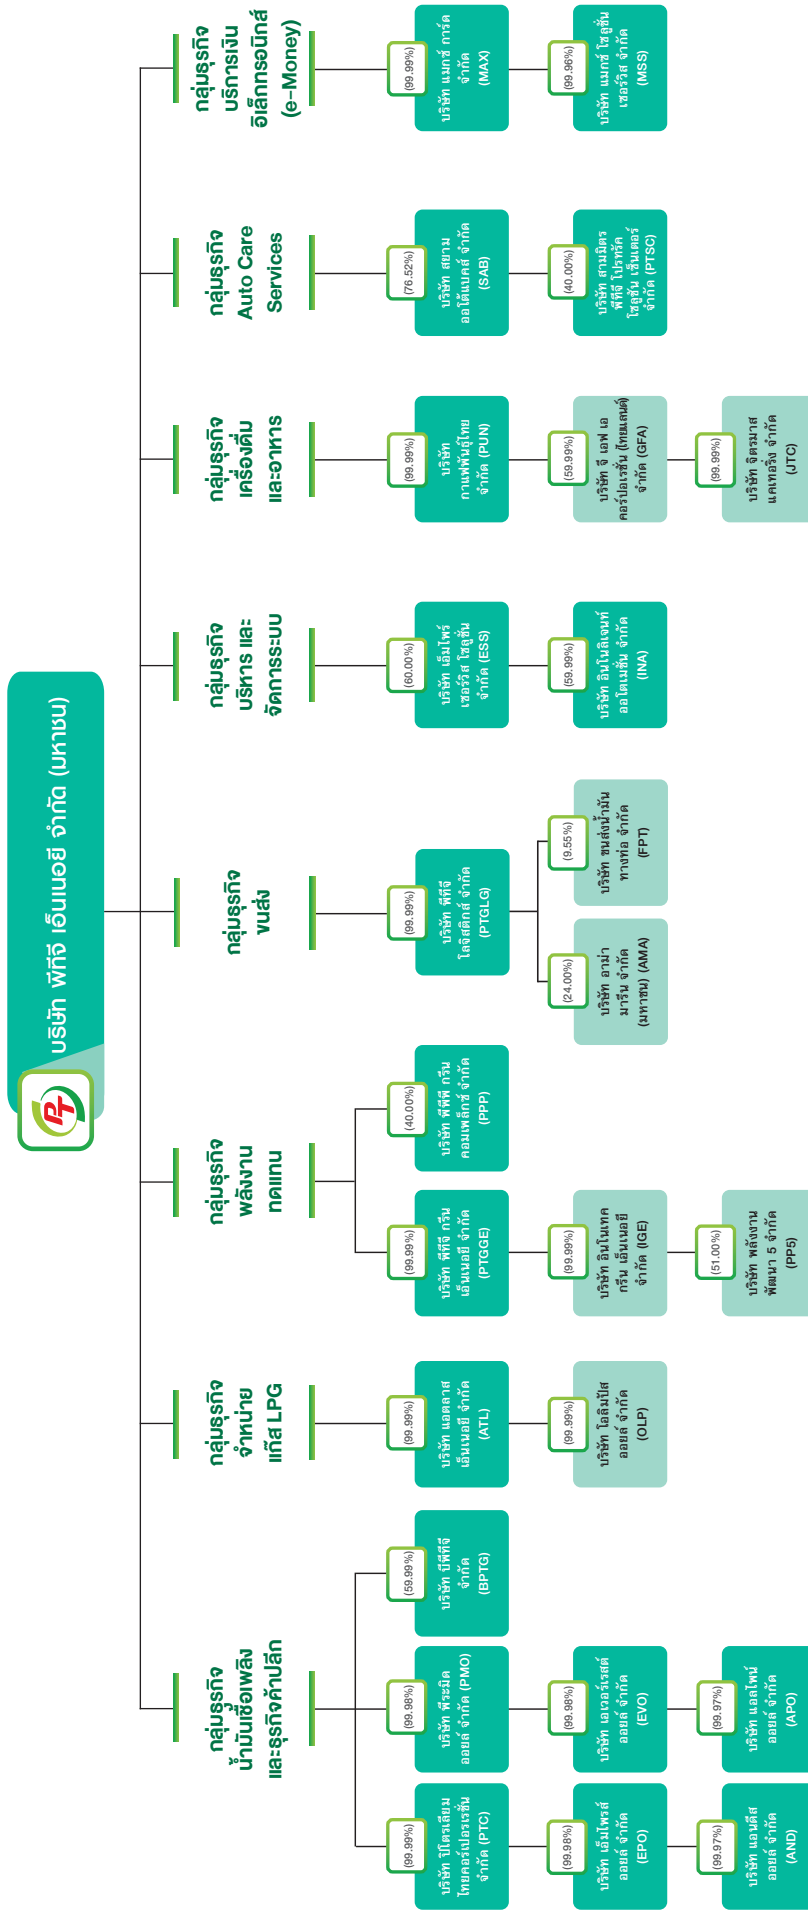 บริษัท พีทีจี เอ็นเนอยี จำกัด (มหาชน)
PT
กลุ่มธุรกิจ
น้ำมันเชื้อเพลิง
และธุรกิจค้าปลีก
(99.99%)
บริษัท ปิโตรเลียม
ไทยคอร์เปอเรชั่น
จำกัด (PTC)
(99.98%)
บริษัท พีระมิด
ออยล์ จำกัด (PMO)
(59.99%)
บริษัท บีพีทีจี
จำกัด
(BPTG)
(99.98%)
บริษัท เอ็มไพรส์
ออยล์ จำกัด
(EPO)
(99.98%)
บริษัท เอเวอร์เรสต์
ออยล์ จำกัด
(EVO)
(99.97%)
บริษัท แอนดีส
ออยล์ จำกัด
(AND)
(99.97%)
บริษัท แอลไพน์
ออยล์ จำกัด
(APO)
กลุ่มธุรกิจ
จำหน่าย
แก๊ส LPG
(99.99%)
บริษัท แอตลาส
เอ็นเนอยี จำกัด
(ATL)
(99.99%)
บริษัท โอลิมปัส
ออยล์ จำกัด
(OLP)
กลุ่มธุรกิจ
พลังงาน
ทดแทน
(99.99%)
บริษัท พีทีจี กรีน
เอ็นเนอยี จำกัด
(PTGGE)
(40.00%)
บริษัท พีพีพี กรีน
คอมเพล็กซ์ จำกัด
(PPP)
(99.99%)
บริษัท อินโนเทค
กรีน เอ็นเนอยี
จำกัด (IGE)
(51.00%)
บริษัท พลังงาน
พัฒนา 5 จำกัด
(PP5)
กลุ่มธุรกิจ
ขนส่ง
(99.99%)
บริษัท พีทีจี
โลจิสติกส์ จำกัด
(PTGLG)
(24.00%)
บริษัท อาม่า
มารีน จำกัด
(มหาชน) (AMA)
(9.55%)
บริษัท ขนส่งน้ำมัน
ทางท่อ จำกัด
(FPT)
กลุ่มธุรกิจ
บริหาร และ
จัดการระบบ
(60.00%)
บริษัท เอ็มไพร์
เซอร์วิส โซลูชั่น
จำกัด (ESS)
(59.99%)
บริษัท อินโนลิเจนท์
ออโตเมชั่น จำกัด
(INA)
กลุ่มธุรกิจ
เครื่องดื่ม
และอาหาร
(99.99%)
บริษัท
กาแฟพันธุ์ไทย
จำกัด (PUN)
(59.99%)
บริษัท จี เอฟ เอ
คอร์ปอเรชั่น (ไทยแลนด์)
จำกัด (GFA)
(99.99%)
บริษัท จิตรมาส
แคเทอริ่ง จำกัด
(JTC)
กลุ่มธุรกิจ
Auto Care
Services
(76.52%)
บริษัท สยาม
ออโต้แบคส์ จำกัด
(SAB)
(40.00%)
บริษัท สามมิตร
พีทีจี โปรทรัค
โซลูชั่น เซ็นเตอร์
จำกัด (PTSC)
กลุ่มธุรกิจ
บริการเงิน
อิเล็กทรอนิกส์
(e-Money)
(99.99%)
บริษัท แมกซ์ การ์ด
จำกัด
(MAX)
(99.96%)
บริษัท แมกซ์ โซลูชั่น
เซอร์วิส จำกัด
(MSS)